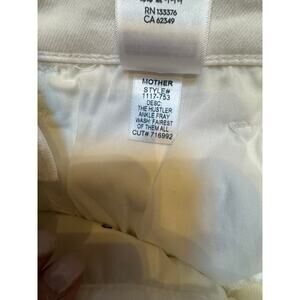 RN 133376
CA 62349
MOTHER
STYLE#
1117-753
DESC:
THE HUSTLER
ANKLE FRAY
WASH: FAIREST
OF THEM ALL
CUT# 716992